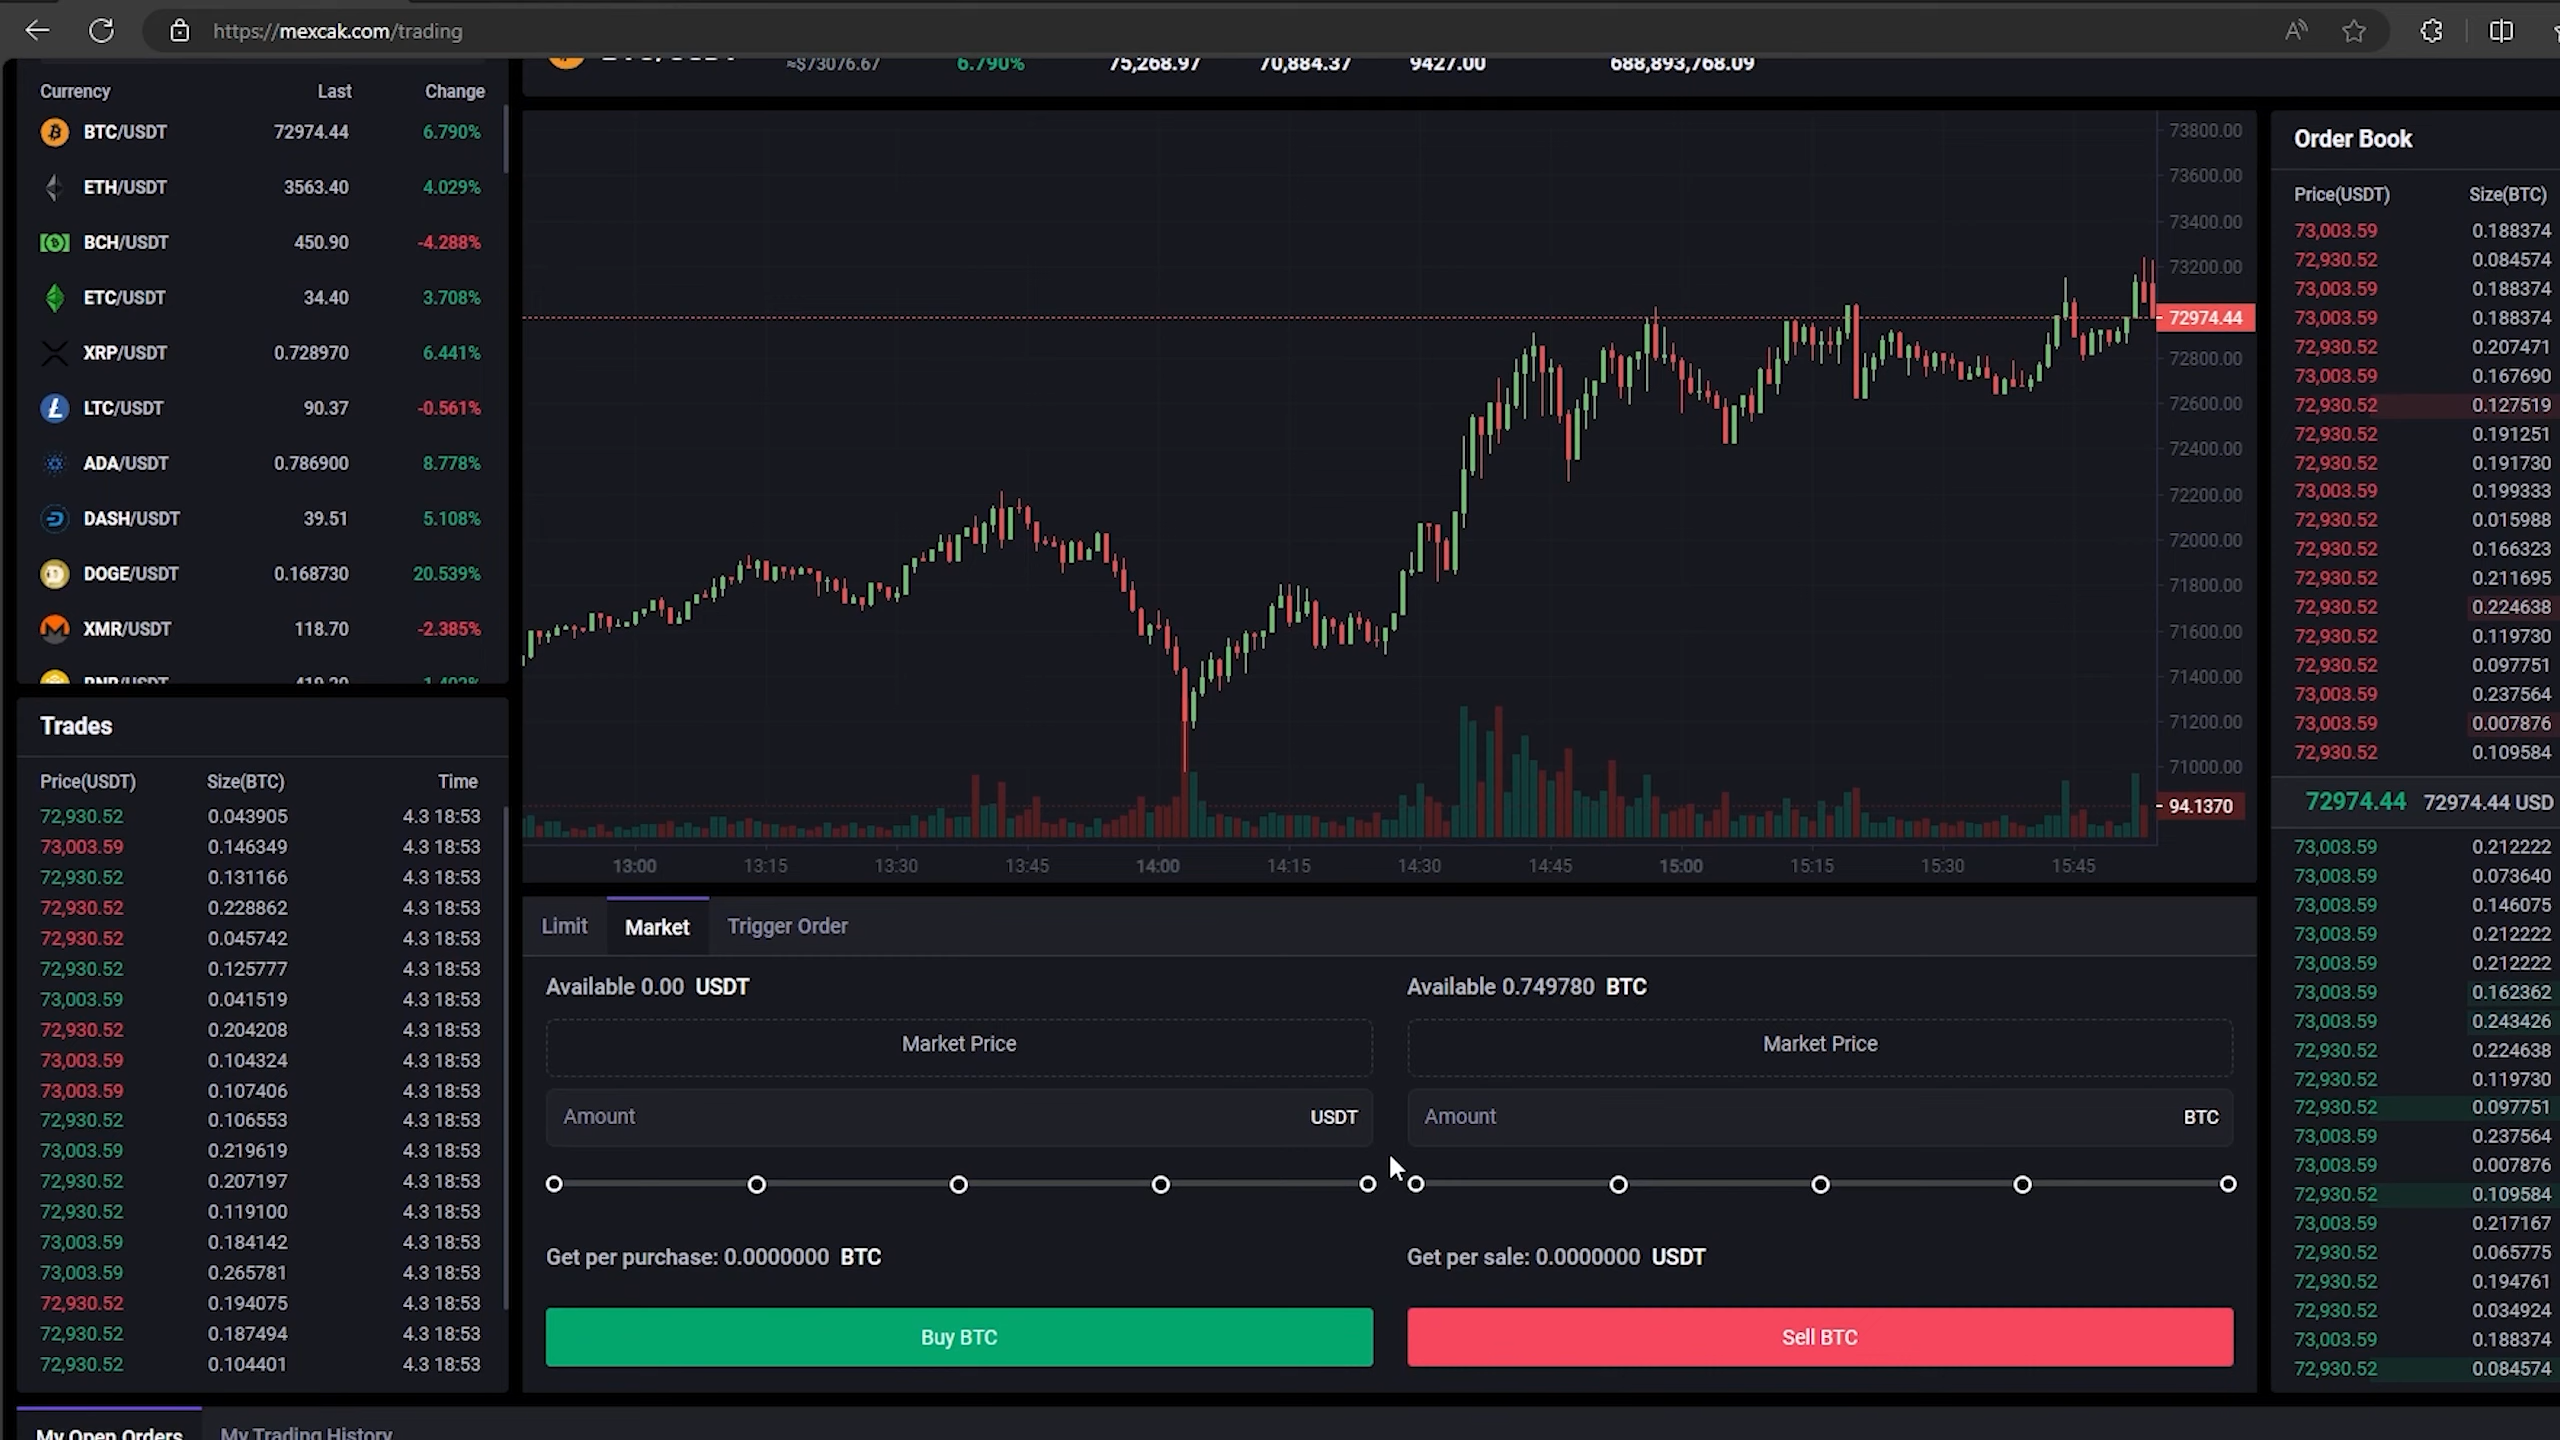 https://mexcak.com/trading
≈$73076.67 6.790% 75,268.97 70,884.37 9427.00 688,893,768.09
Currency Last Change
BTC/USDT 72974.44 6.790%
ETH/USDT 3563.40 4.029%
BCH/USDT 450.90 -4.288%
ETC/USDT 34.40 3.708%
XRP/USDT 0.728970 6.441%
LTC/USDT 90.37 -0.561%
ADA/USDT 0.786900 8.778%
DASH/USDT 39.51 5.108%
DOGE/USDT 0.168730 20.539%
XMR/USDT 118.70 -2.385%
Trades
Price(USDT) Size(BTC) Time
72,930.52 0.043905 4.3 18:53
73,003.59 0.146349 4.3 18:53
72,930.52 0.131166 4.3 18:53
72,930.52 0.228862 4.3 18:53
72,930.52 0.045742 4.3 18:53
72,930.52 0.125777 4.3 18:53
73,003.59 0.041519 4.3 18:53
72,930.52 0.204208 4.3 18:53
73,003.59 0.104324 4.3 18:53
73,003.59 0.107406 4.3 18:53
72,930.52 0.106553 4.3 18:53
73,003.59 0.219619 4.3 18:53
72,930.52 0.207197 4.3 18:53
72,930.52 0.119100 4.3 18:53
73,003.59 0.184142 4.3 18:53
73,003.59 0.265781 4.3 18:53
72,930.52 0.194075 4.3 18:53
72,930.52 0.187494 4.3 18:53
72,930.52 0.104401 4.3 18:53
73800.00
73600.00
73400.00
73200.00
72974.44
72800.00
72600.00
72400.00
72200.00
72000.00
71800.00
71600.00
71400.00
71200.00
71000.00
94.1370
13:00 13:15 13:30 13:45 14:00 14:15 14:30 14:45 15:00 15:15 15:30 15:45
Limit Market Trigger Order
Available 0.00 USDT
Market Price
Amount USDT
Get per purchase: 0.0000000 BTC
Buy BTC
Available 0.749780 BTC
Market Price
Amount BTC
Get per sale: 0.0000000 USDT
Sell BTC
Order Book
Price(USDT) Size(BTC)
73,003.59 0.188374
72,930.52 0.084574
73,003.59 0.188374
73,003.59 0.188374
72,930.52 0.207471
73,003.59 0.167690
72,930.52 0.127519
72,930.52 0.191251
72,930.52 0.191730
73,003.59 0.199333
72,930.52 0.015988
72,930.52 0.166323
72,930.52 0.211695
72,930.52 0.224638
72,930.52 0.119730
72,930.52 0.097751
73,003.59 0.237564
73,003.59 0.007876
72,930.52 0.109584
72974.44 72974.44 USD
73,003.59 0.212222
73,003.59 0.073640
73,003.59 0.146075
73,003.59 0.212222
73,003.59 0.212222
73,003.59 0.162362
73,003.59 0.243426
72,930.52 0.224638
72,930.52 0.119730
72,930.52 0.097751
72,930.52 0.237564
73,003.59 0.007876
72,930.52 0.109584
73,003.59 0.217167
72,930.52 0.065775
72,930.52 0.194761
72,930.52 0.034924
73,003.59 0.188374
72,930.52 0.084574
My Open Orders My Trading History